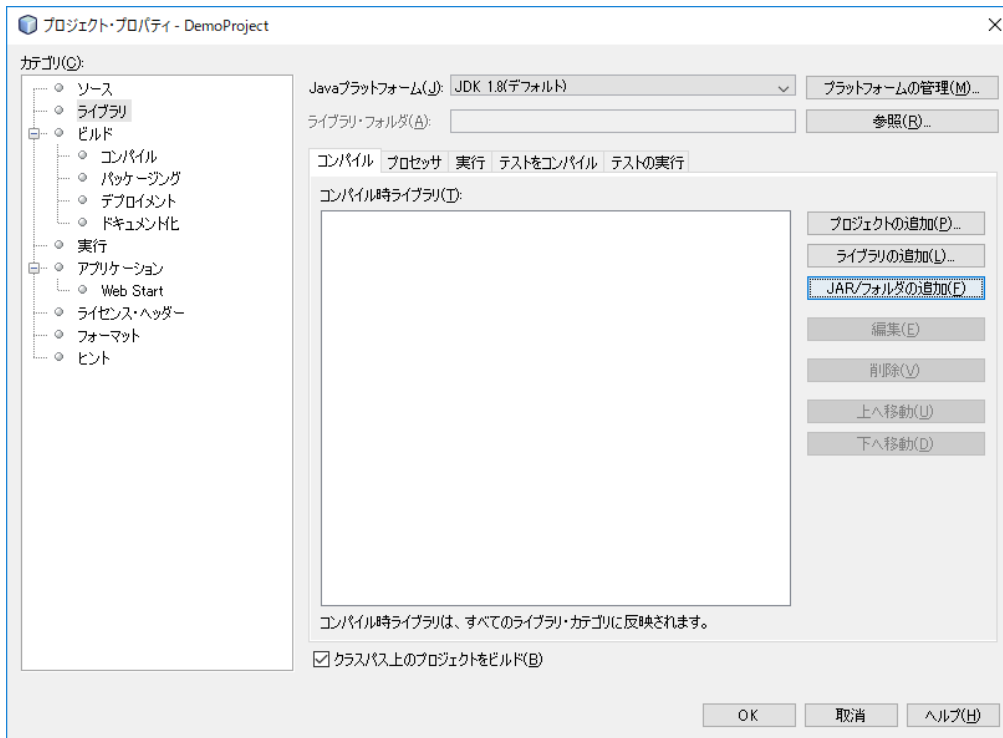 プロジェクト・プロパティ - DemoProject
カテゴリ(C):
ソース
ライブラリ
ビルド
コンパイル
パッケージング
デプロイメント
ドキュメント化
実行
アプリケーション
Web Start
ライセンス・ヘッダー
フォーマット
ヒント
Javaプラットフォーム(J): JDK 1.8(デフォルト) プラットフォームの管理(M)...
ライブラリ・フォルダ(A): 参照(R)...
コンパイル プロセッサ 実行 テストをコンパイル テストの実行
コンパイル時ライブラリ(T):
プロジェクトの追加(P)...
ライブラリの追加(L)...
JAR/フォルダの追加(F)
編集(E)
削除(V)
上へ移動(U)
下へ移動(D)
コンパイル時ライブラリは、すべてのライブラリ・カテゴリに反映されます。
クラスパス上のプロジェクトをビルド(B)
OK 取消 ヘルプ(H)